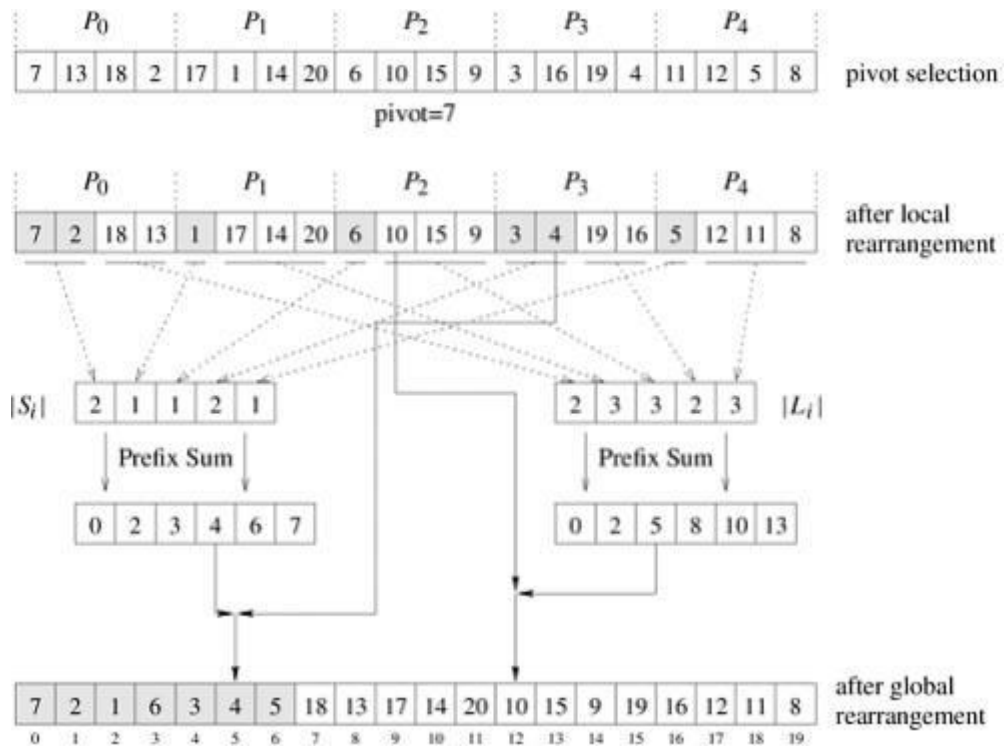 P0 P1 P2 P3 P4
7 13 18 2 17 1 14 20 6 10 15 9 3 16 19 4 11 12 5 8 pivot selection
pivot=7
P0 P1 P2 P3 P4
7 2 18 13 1 17 14 20 6 10 15 9 3 4 19 16 5 12 11 8 after local
rearrangement
|Si| 2 1 1 2 1 2 3 3 2 3 |Li|
Prefix Sum Prefix Sum
0 2 3 4 6 7 0 2 5 8 10 13
7 2 1 6 3 4 5 18 13 17 14 20 10 15 9 19 16 12 11 8 after global
rearrangement
0 1 2 3 4 5 6 7 8 9 10 11 12 13 14 15 16 17 18 19